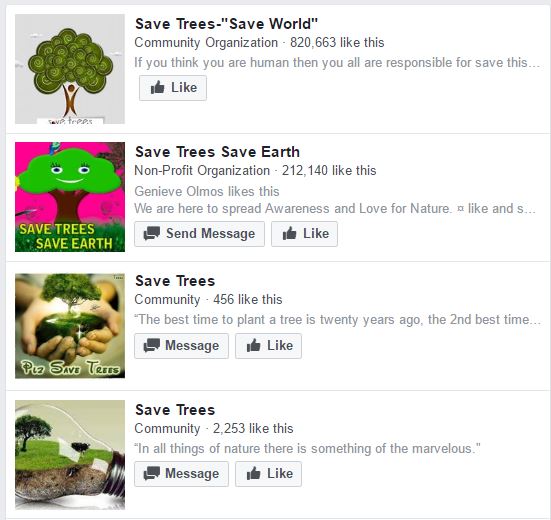 Save Trees-"Save World"
Community Organization · 820,663 like this
If you think you are human then you all are responsible for save this...
Like
save trees
Save Trees Save Earth
Non-Profit Organization · 212,140 like this
Genieve Olmos likes this
We are here to spread Awareness and Love for Nature. ¤ like and s...
Send Message
Like
SAVE TREES
SAVE EARTH
Save Trees
Community · 456 like this
“The best time to plant a tree is twenty years ago, the 2nd best time...
Message
Like
Trees
Plz Save Trees
Save Trees
Community · 2,253 like this
“In all things of nature there is something of the marvelous."
Message
Like